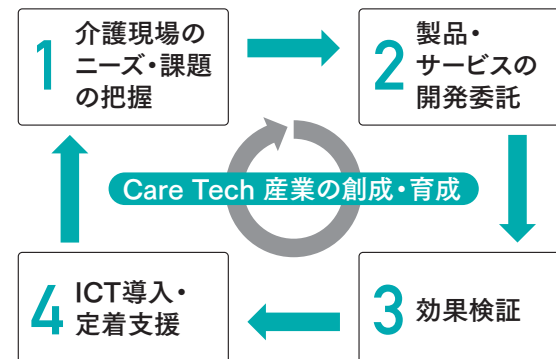 1
介護現場の
ニーズ・課題
の把握
2
製品・
サービスの
開発委託
Care Tech 産業の創成・育成
4
ICT導入・
定着支援
3
効果検証